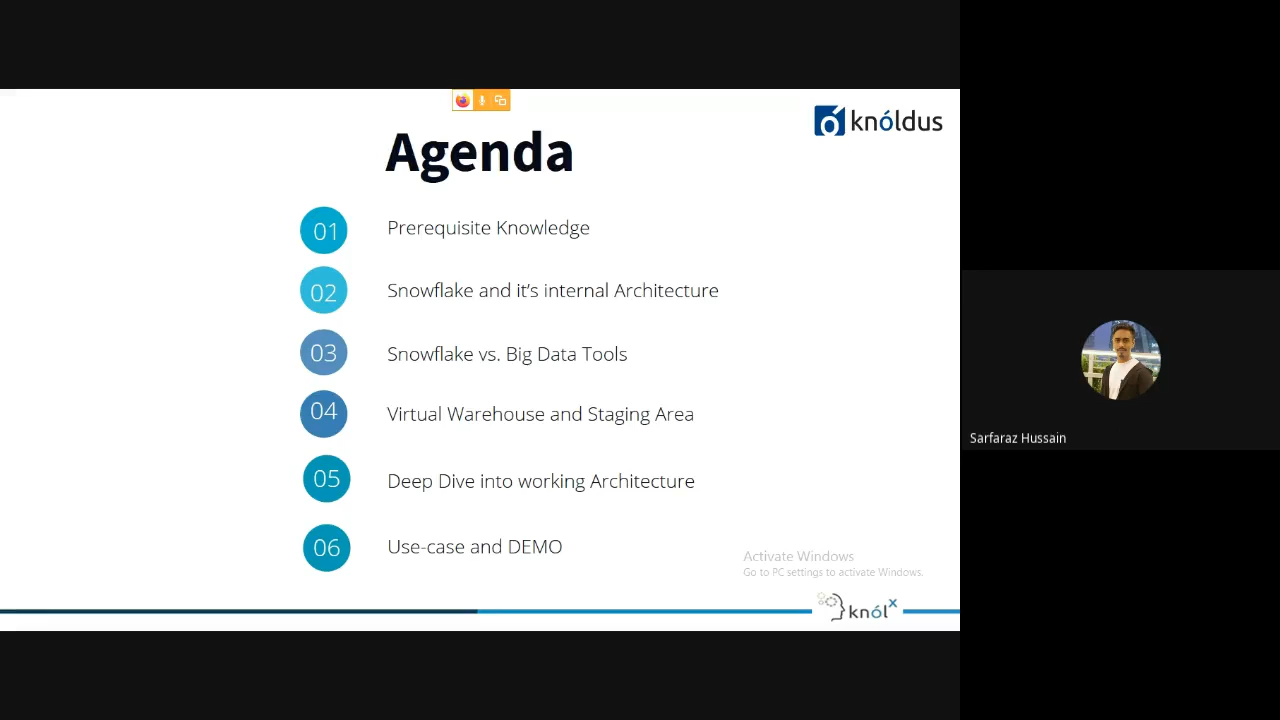 knóldus
Agenda
01 Prerequisite Knowledge
02 Snowflake and it's internal Architecture
03 Snowflake vs. Big Data Tools
04 Virtual Warehouse and Staging Area
05 Deep Dive into working Architecture
06 Use-case and DEMO
Activate Windows
Go to PC settings to activate Windows.
knólx
Sarfaraz Hussain